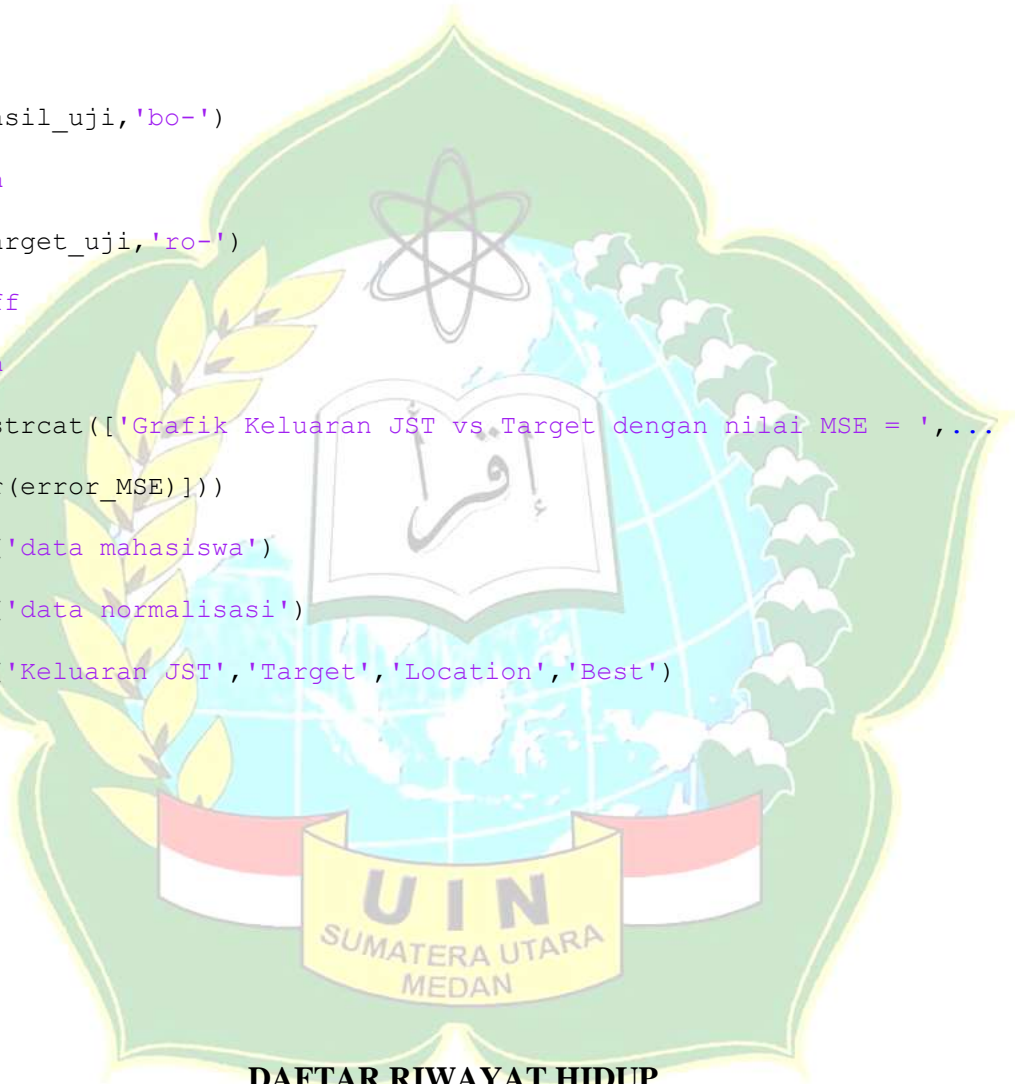 asil_uji,'bo-')
n
arget_uji,'ro-')
ff
n
strcat(['Grafik Keluaran JST vs Target dengan nilai MSE = ',...
r(error_MSE)]))
('data mahasiswa')
('data normalisasi')
('Keluaran JST','Target','Location','Best')
إقرأ
UIN
SUMATERA UTARA
MEDAN
DAFTAR RIWAYAT HIDUP